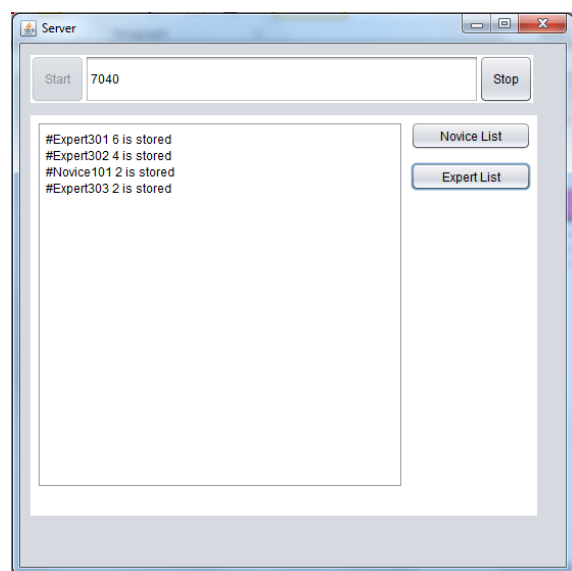 Server
Start
7040
Stop
#Expert301 6 is stored
#Expert302 4 is stored
#Novice101 2 is stored
#Expert303 2 is stored
Novice List
Expert List